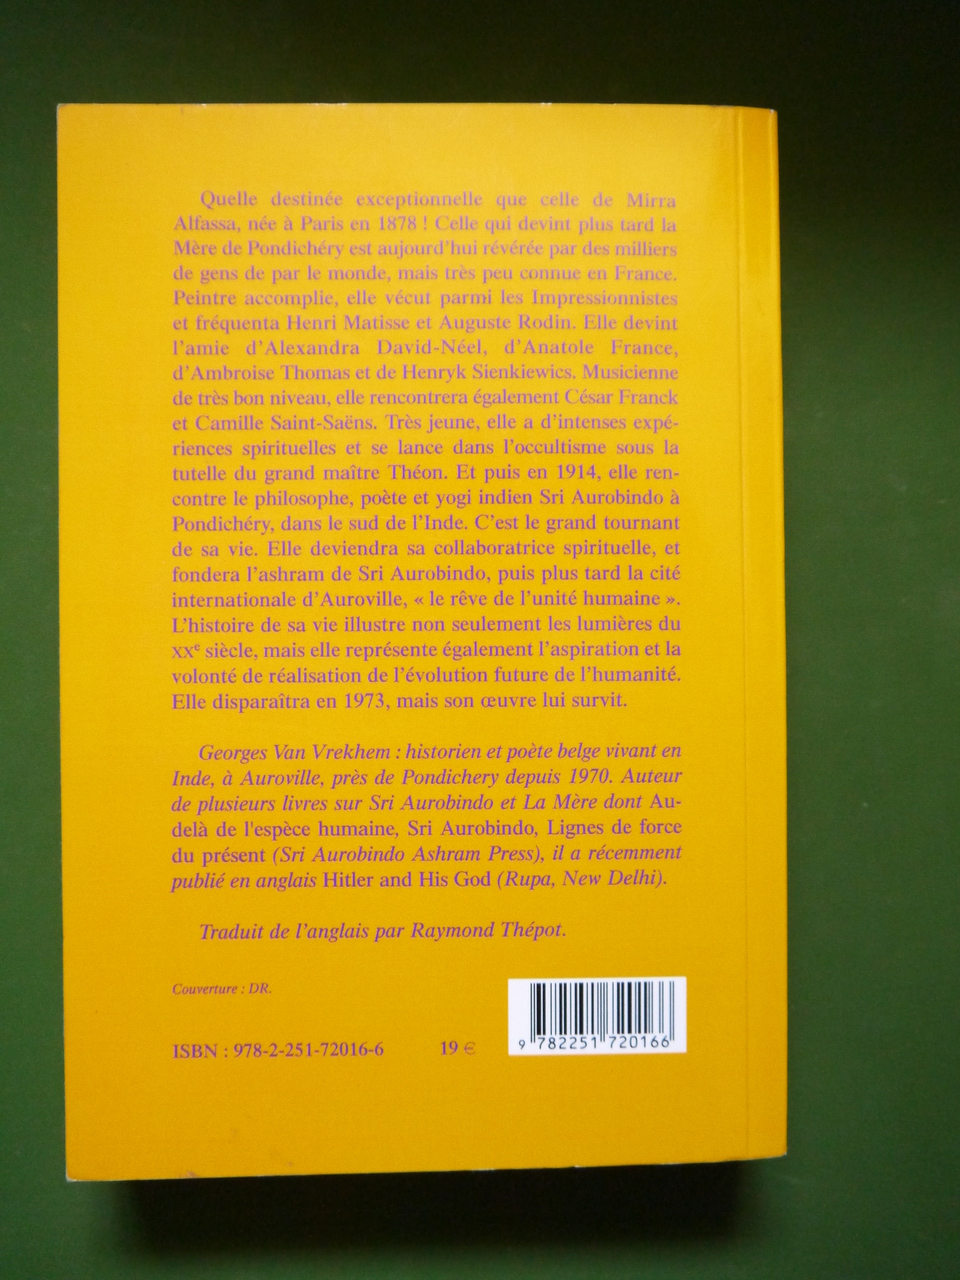 Quelle destinée exceptionnelle que celle de Mirra
Alfassa, née à Paris en 1878 ! Celle qui devint plus tard la
Mère de Pondichéry est aujourd'hui révérée par des milliers
de gens de par le monde, mais très peu connue en France.
Peintre accomplie, elle vécut parmi les Impressionnistes
et fréquenta Henri Matisse et Auguste Rodin. Elle devint
l'amie d'Alexandra David-Néel, d'Anatole France,
d'Ambroise Thomas et de Henryk Sienkiewics. Musicienne
de très bon niveau, elle rencontrera également César Franck
et Camille Saint-Saëns. Très jeune, elle a d'intenses expé-
riences spirituelles et se lance dans l'occultisme sous la
tutelle du grand maître Théon. Et puis en 1914, elle ren-
contre le philosophe, poète et yogi indien Sri Aurobindo à
Pondichéry, dans le sud de l'Inde. C'est le grand tournant
de sa vie. Elle deviendra sa collaboratrice spirituelle, et
fondera l'ashram de Sri Aurobindo, puis plus tard la cité
internationale d'Auroville, « le rêve de l'unité humaine ».
L'histoire de sa vie illustre non seulement les lumières du
XXe siècle, mais elle représente également l'aspiration et la
volonté de réalisation de l'évolution future de l'humanité.
Elle disparaîtra en 1973, mais son œuvre lui survit.
Georges Van Vrekhem : historien et poète belge vivant en
Inde, à Auroville, près de Pondichery depuis 1970. Auteur
de plusieurs livres sur Sri Aurobindo et La Mère dont Au-
delà de l'espèce humaine, Sri Aurobindo, Lignes de force
du présent (Sri Aurobindo Ashram Press), il a récemment
publié en anglais Hitler and His God (Rupa, New Delhi).
Traduit de l'anglais par Raymond Thépot.
Couverture : DR.
ISBN : 978-2-251-72016-6 19 €
9 782251 720166